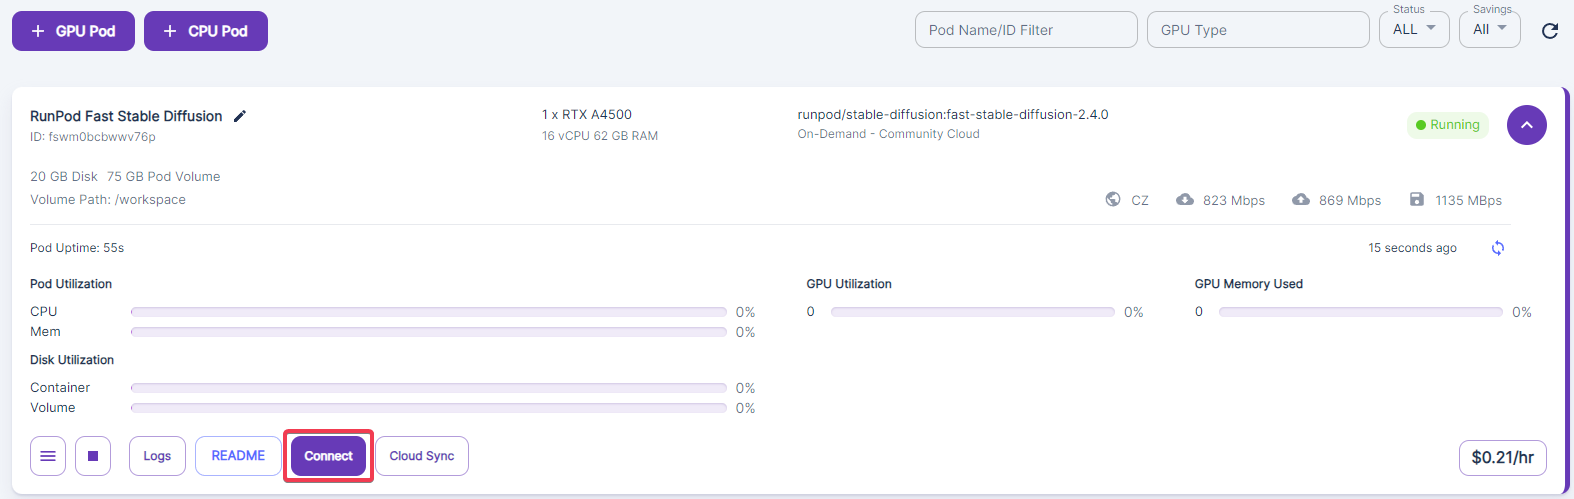 + GPU Pod
+ CPU Pod
Pod Name/ID Filter
GPU Type
Status
ALL
Savings
All
RunPod Fast Stable Diffusion
ID: fswm0bcbwwv76p
1 x RTX A4500
16 vCPU 62 GB RAM
runpod/stable-diffusion:fast-stable-diffusion-2.4.0
On-Demand - Community Cloud
Running
20 GB Disk 75 GB Pod Volume
Volume Path: /workspace
CZ
823 Mbps
869 Mbps
1135 MBps
Pod Uptime: 55s
15 seconds ago
Pod Utilization
CPU 0%
Mem 0%
Disk Utilization
Container 0%
Volume 0%
GPU Utilization
0 0%
GPU Memory Used
0 0%
Logs
README
Connect
Cloud Sync
$0.21/hr